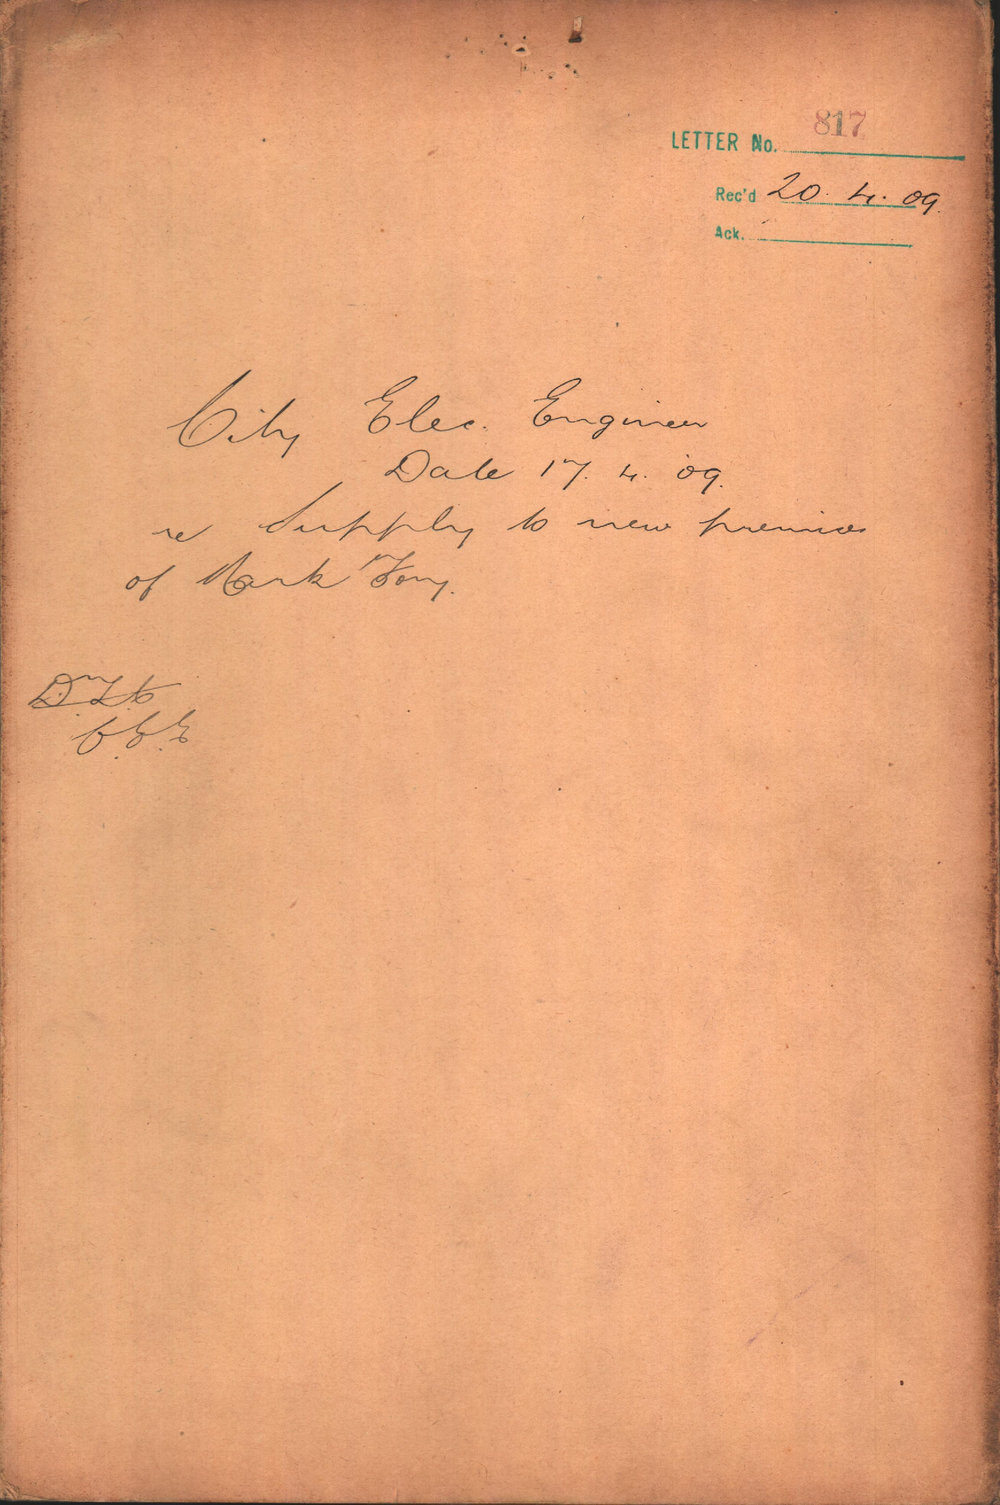 LETTER No. 817
Rec'd 20. 4. 09.
Ack.
City Elec. Engineer
Date 17. 4. 09.
re Supply to new premises
of Mark Foy.
C.E.E